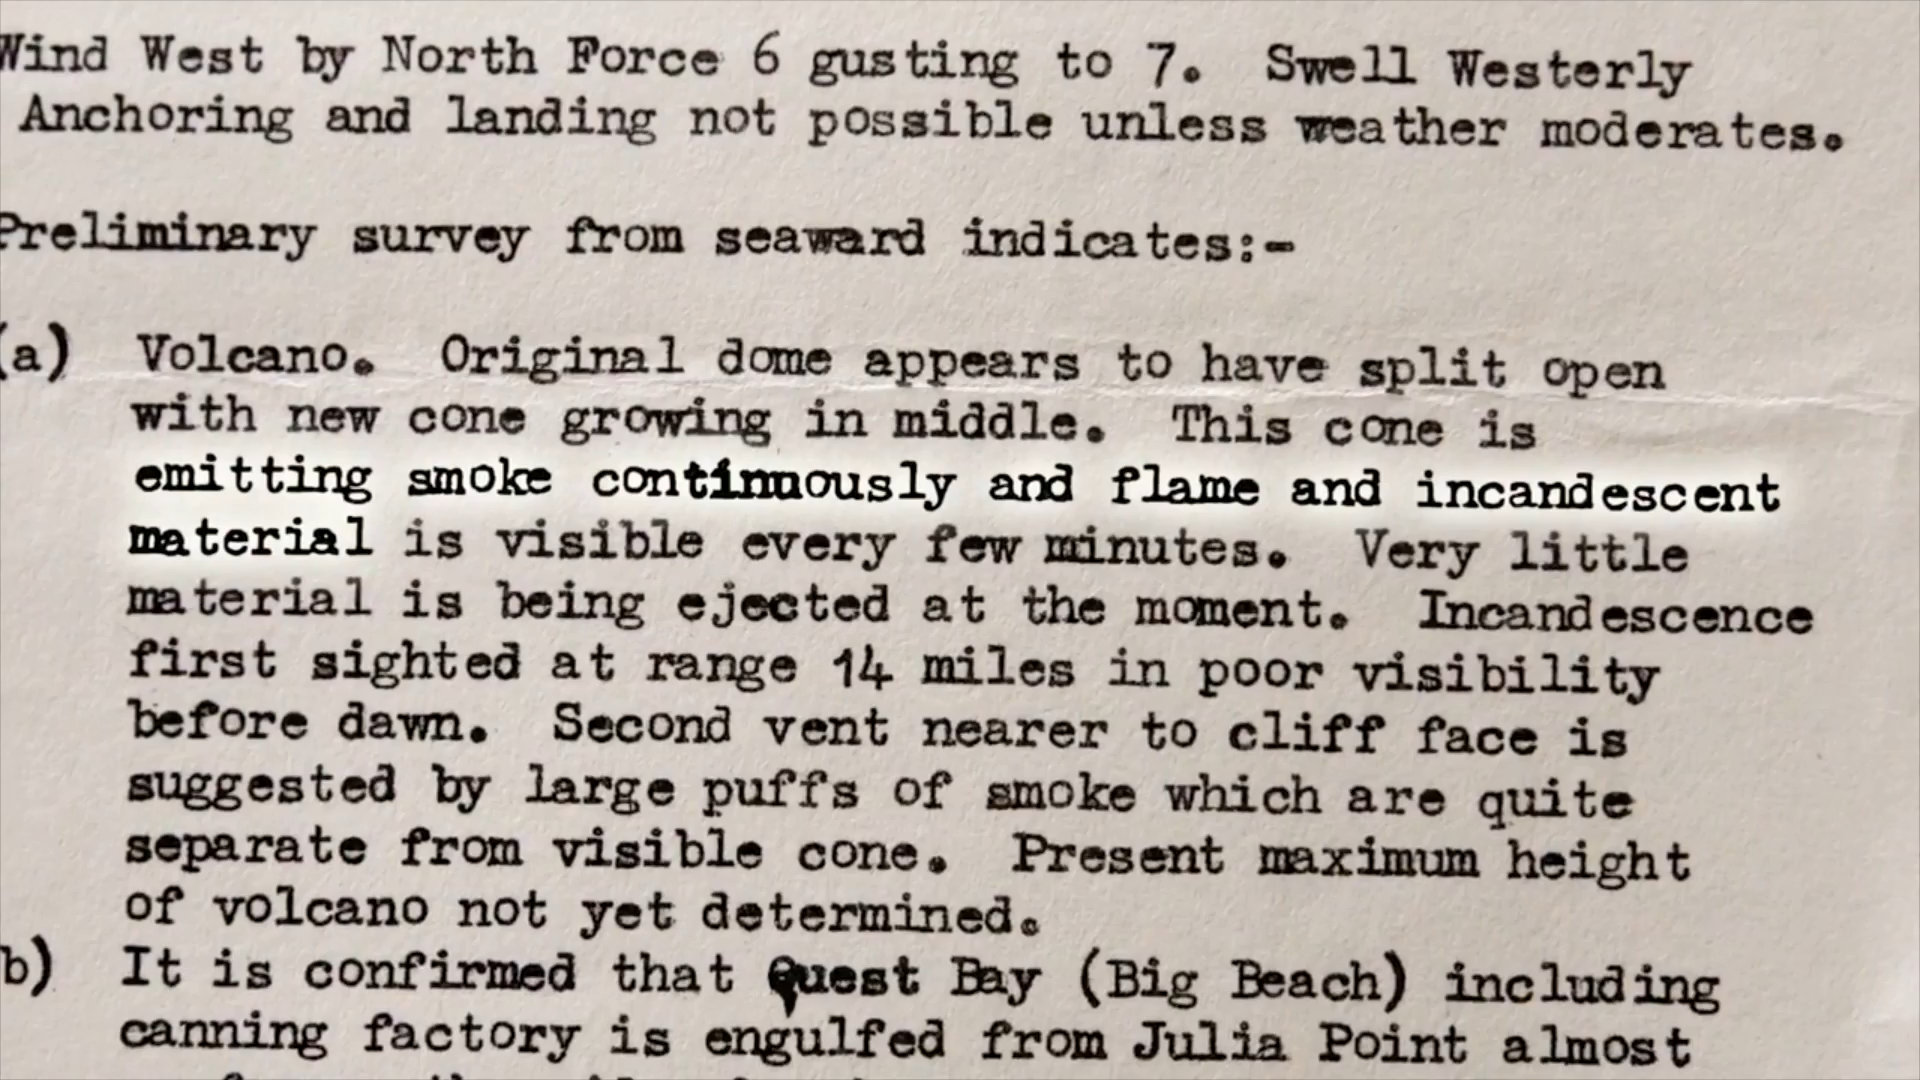 Wind West by North Force 6 gusting to 7. Swell Westerly
Anchoring and landing not possible unless weather moderates.
Preliminary survey from seaward indicates:-
(a) Volcano. Original dome appears to have split open
with new cone growing in middle. This cone is
emitting smoke continuously and flame and incandescent
material is visible every few minutes. Very little
material is being ejected at the moment. Incandescence
first sighted at range 14 miles in poor visibility
before dawn. Second vent nearer to cliff face is
suggested by large puffs of smoke which are quite
separate from visible cone. Present maximum height
of volcano not yet determined.
b) It is confirmed that Quest Bay (Big Beach) including
canning factory is engulfed from Julia Point almost